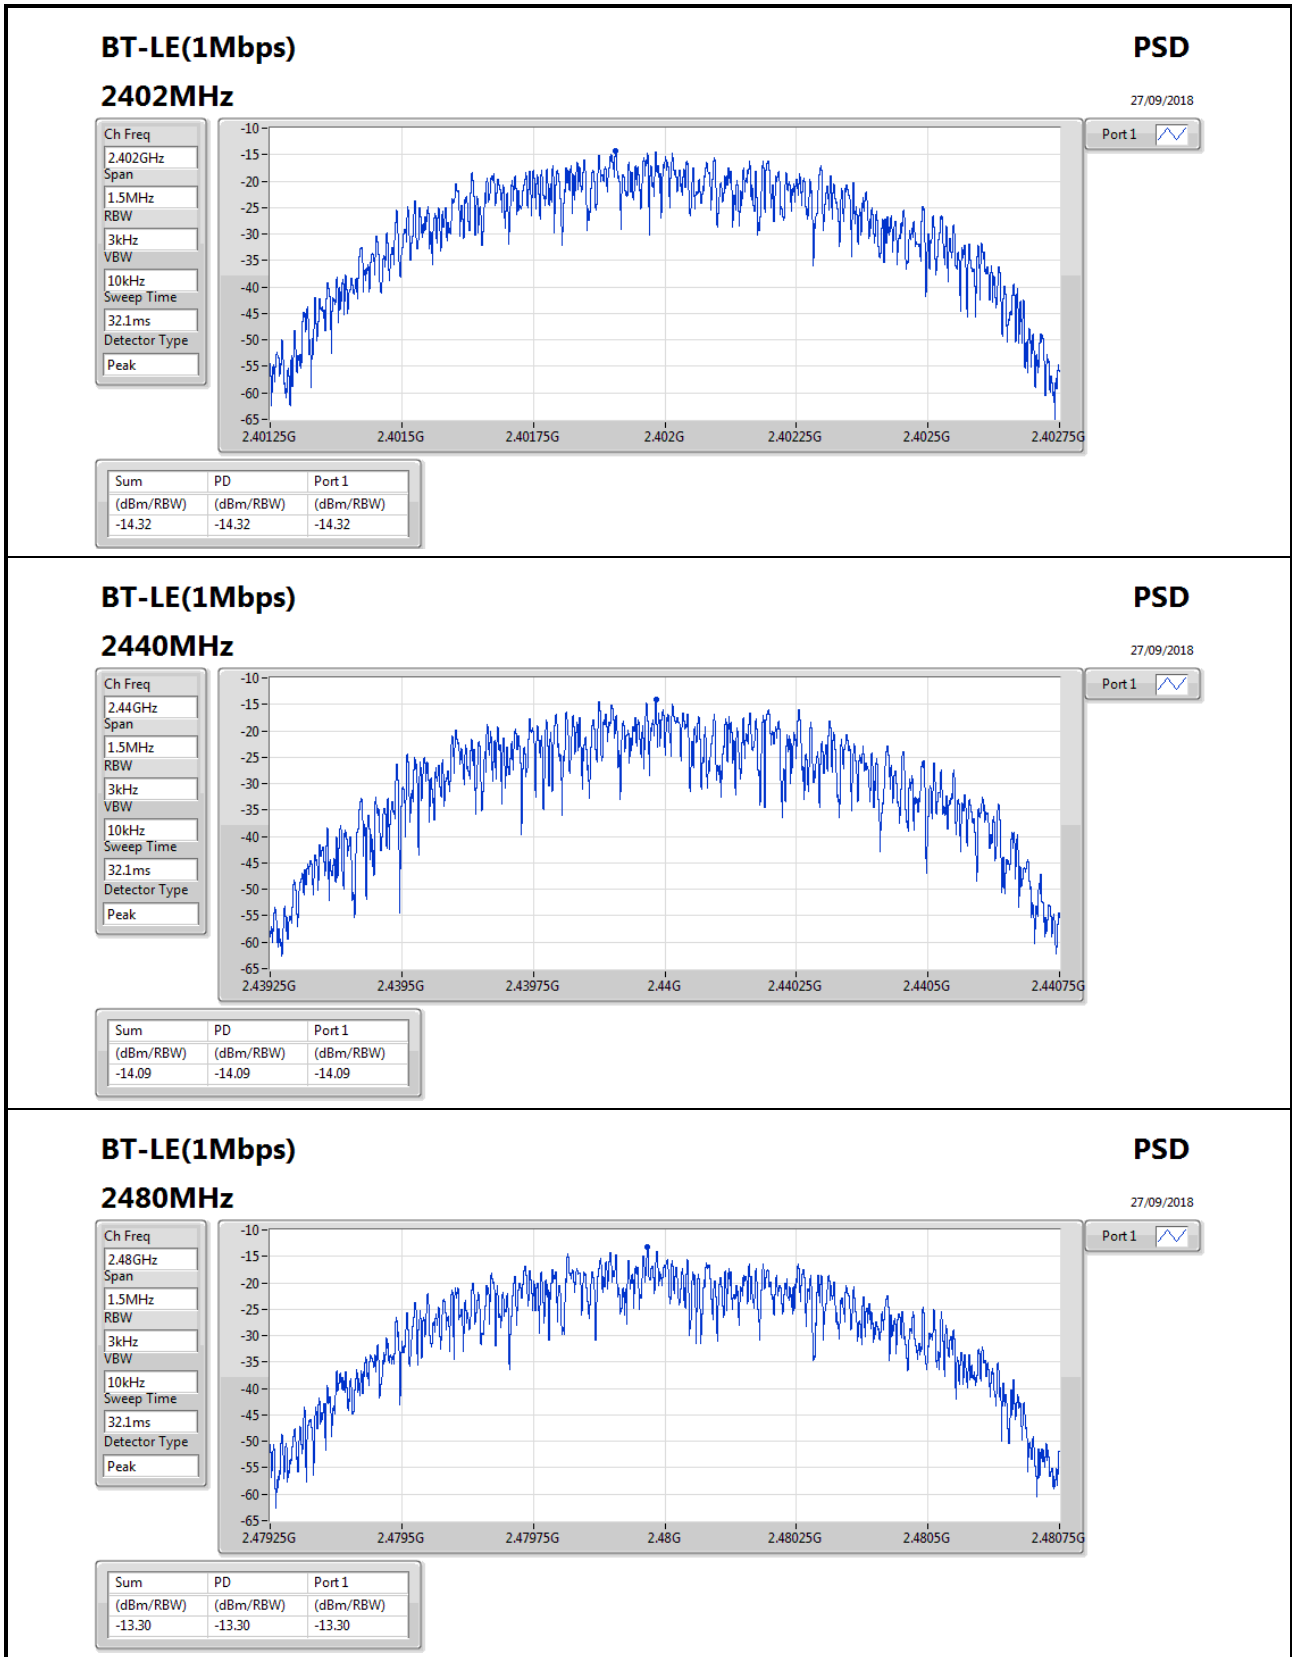 BT-LE(1Mbps) PSD
2402MHz 27/09/2018
Ch Freq
2.402GHz
Span
1.5MHz
RBW
3kHz
VBW
10kHz
Sweep Time
32.1ms
Detector Type
Peak
-10
-15
-20
-25
-30
-35
-40
-45
-50
-55
-60
-65
2.40125G 2.4015G 2.40175G 2.402G 2.40225G 2.4025G 2.40275G
Port 1
Sum PD Port 1
(dBm/RBW) (dBm/RBW) (dBm/RBW)
-14.32 -14.32 -14.32
BT-LE(1Mbps) PSD
2440MHz 27/09/2018
Ch Freq
2.44GHz
Span
1.5MHz
RBW
3kHz
VBW
10kHz
Sweep Time
32.1ms
Detector Type
Peak
-10
-15
-20
-25
-30
-35
-40
-45
-50
-55
-60
-65
2.43925G 2.4395G 2.43975G 2.44G 2.44025G 2.4405G 2.44075G
Port 1
Sum PD Port 1
(dBm/RBW) (dBm/RBW) (dBm/RBW)
-14.09 -14.09 -14.09
BT-LE(1Mbps) PSD
2480MHz 27/09/2018
Ch Freq
2.48GHz
Span
1.5MHz
RBW
3kHz
VBW
10kHz
Sweep Time
32.1ms
Detector Type
Peak
-10
-15
-20
-25
-30
-35
-40
-45
-50
-55
-60
-65
2.47925G 2.4795G 2.47975G 2.48G 2.48025G 2.4805G 2.48075G
Port 1
Sum PD Port 1
(dBm/RBW) (dBm/RBW) (dBm/RBW)
-13.30 -13.30 -13.30